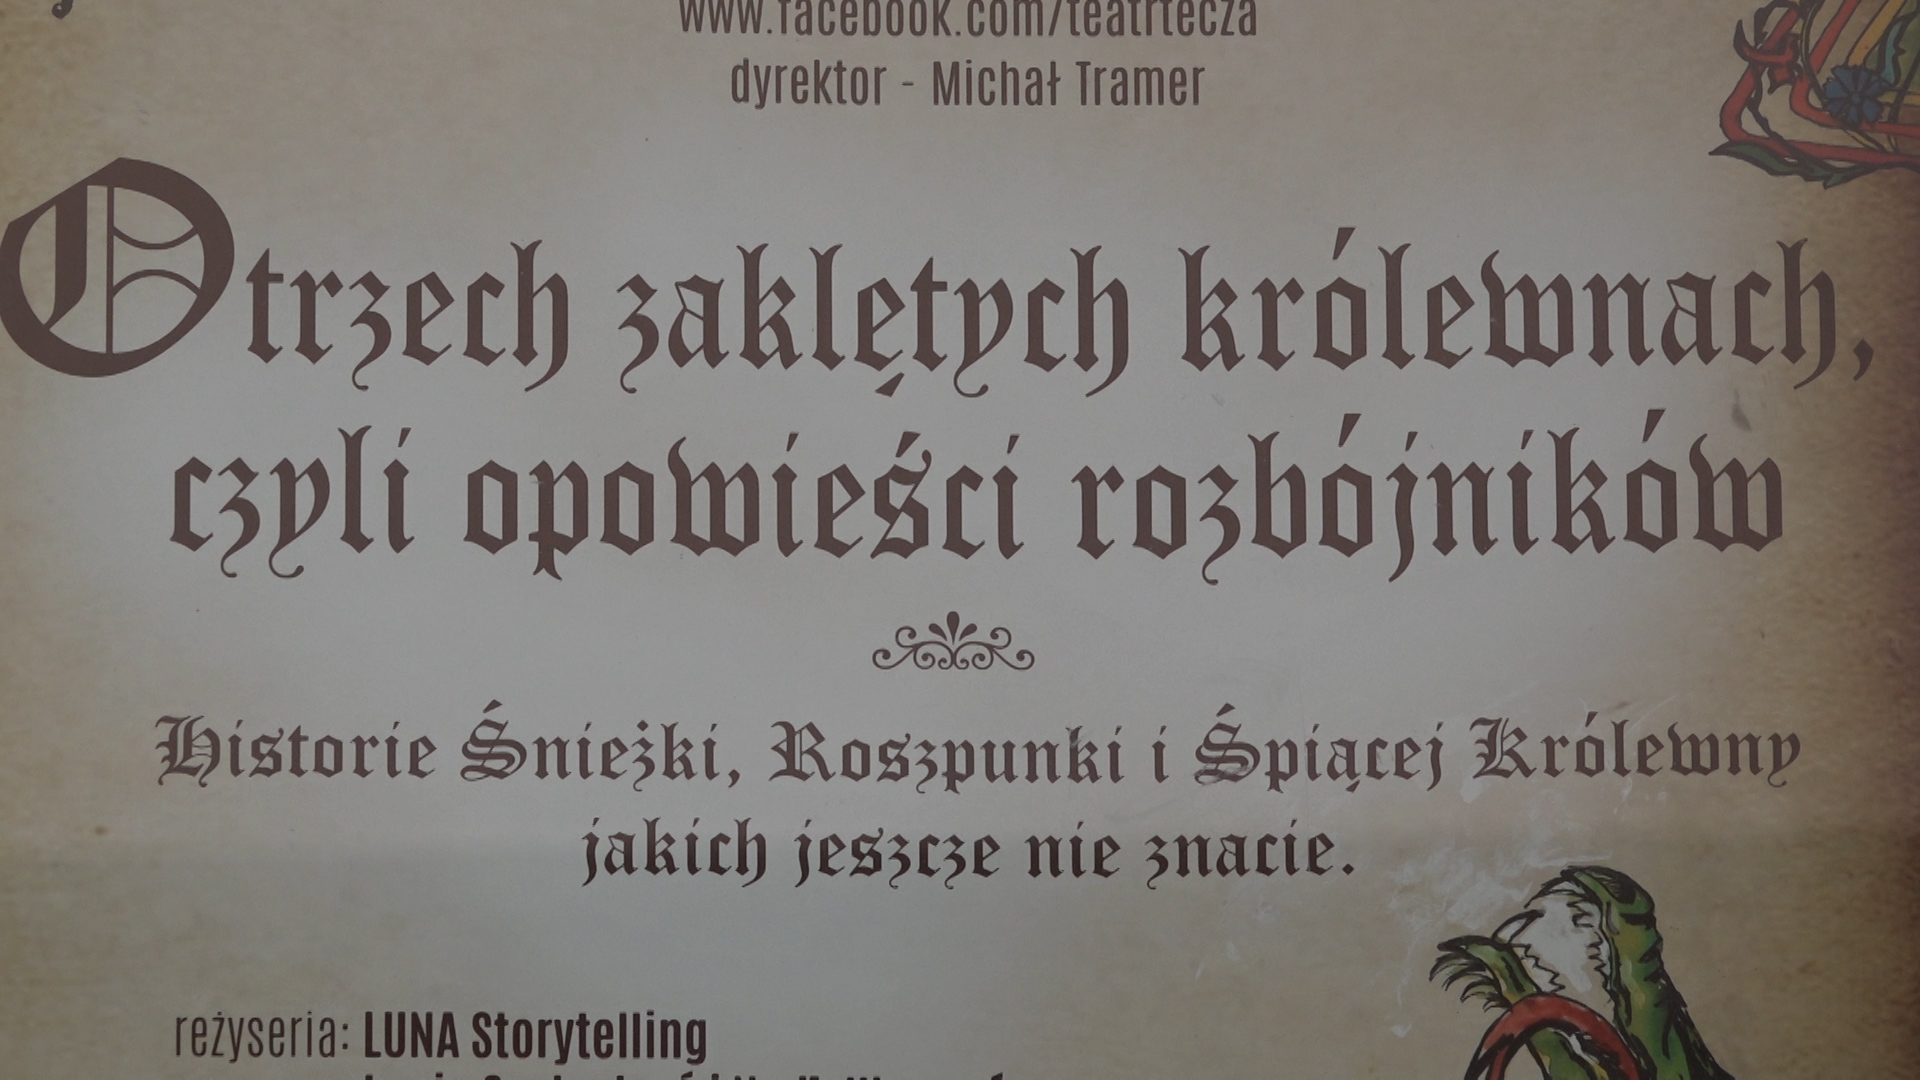 www.facebook.com/teatrtecza
dyrektor - Michał Tramer
O trzech zaklętych królewnach,
czyli opowieści rozbójników
Historie Śnieżki, Roszpunki i Śpiącej Królewny
jakich jeszcze nie znacie.
reżyseria: LUNA Storytelling